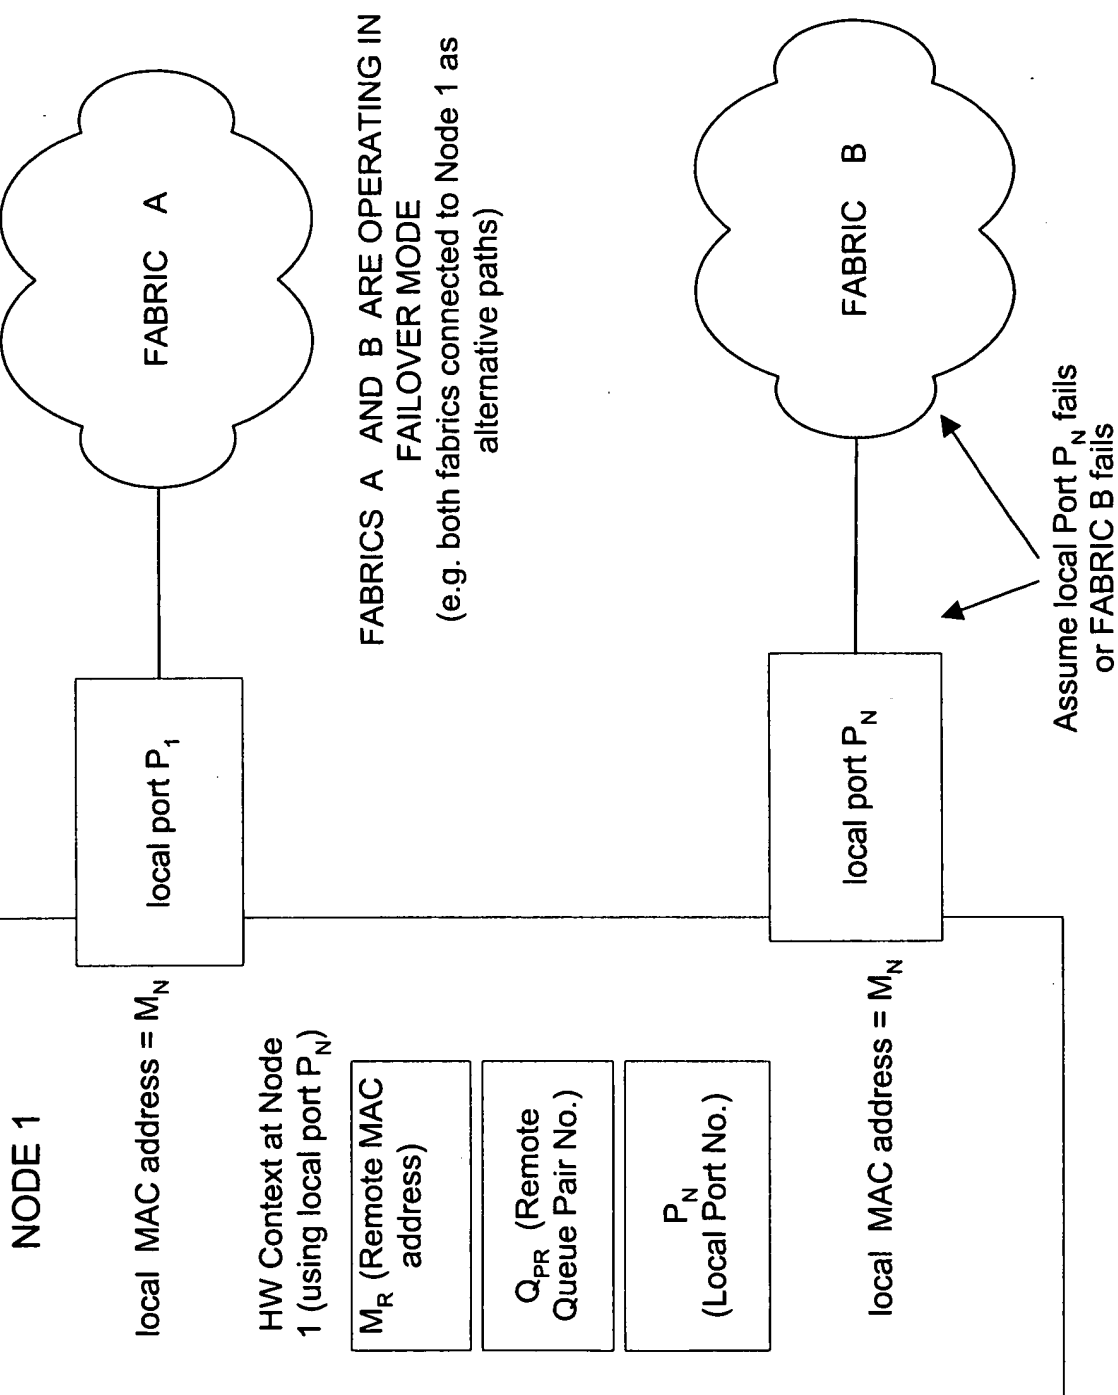 NODE 1
local MAC address = M_N
local port P_1
FABRIC A
HW Context at Node
1 (using local port P_N)
M_R (Remote MAC
address)
Q_PR (Remote
Queue Pair No.)
P_N
(Local Port No.)
FABRICS A AND B ARE OPERATING IN
FAILOVER MODE
(e.g. both fabrics connected to Node 1 as
alternative paths)
local MAC address = M_N
local port P_N
FABRIC B
Assume local Port P_N fails
or FABRIC B fails